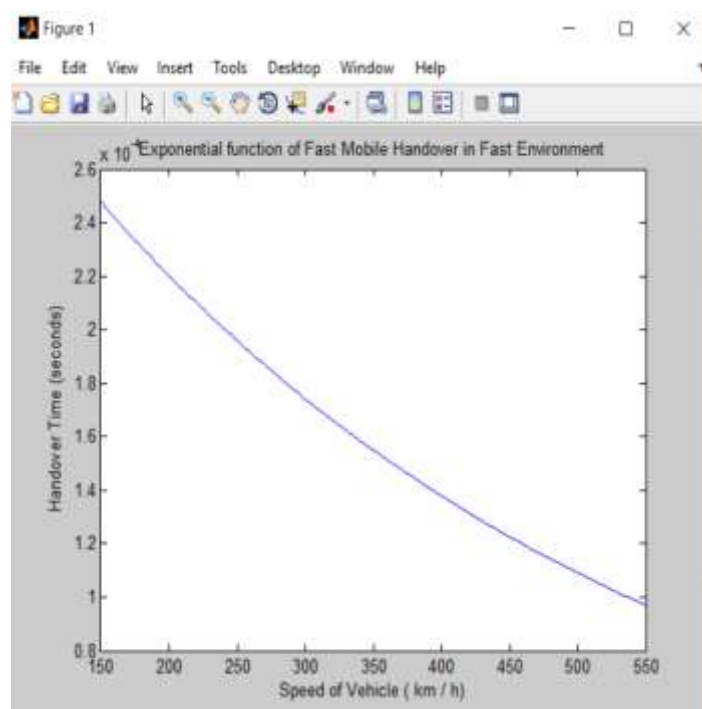 Figure 1
File Edit View Insert Tools Desktop Window Help
x 10
Exponential function of Fast Mobile Handover in Fast Environment
2.6
2.4
2.2
2
1.8
1.6
1.4
1.2
1
0.8
Handover Time (seconds)
150 200 250 300 350 400 450 500 550
Speed of Vehicle ( km / h)